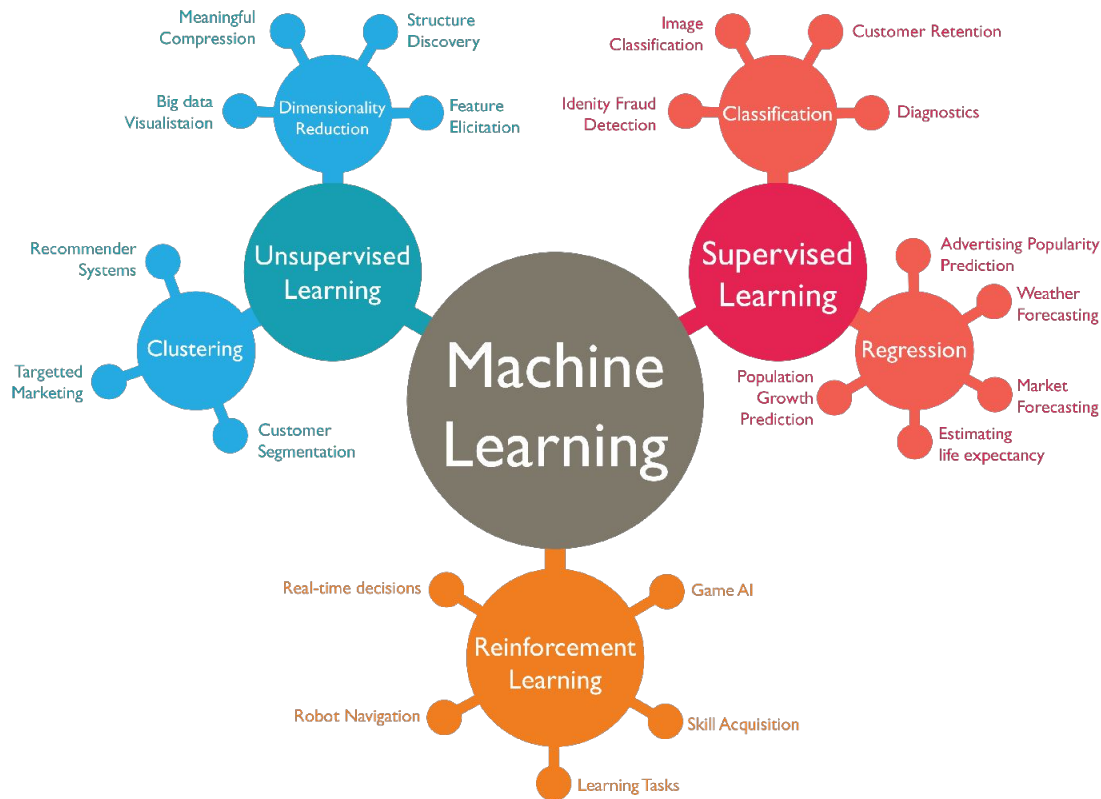 Meaningful
Compression
Structure
Discovery
Big data
Visualistaion
Dimensionality
Reduction
Feature
Elicitation
Image
Classification
Customer Retention
Idenity Fraud
Detection
Classification
Diagnostics
Recommender
Systems
Unsupervised
Learning
Clustering
Targetted
Marketing
Customer
Segmentation
Machine
Learning
Supervised
Learning
Advertising Popularity
Prediction
Weather
Forecasting
Regression
Population
Growth
Prediction
Market
Forecasting
Estimating
life expectancy
Real-time decisions
Game AI
Reinforcement
Learning
Robot Navigation
Skill Acquisition
Learning Tasks